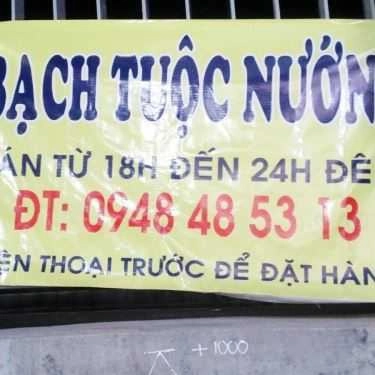 BẠCH TUỘC NƯỚN
ÁN TỪ 18H ĐẾN 24H ĐÊ
ĐT: 0948 48 53 13
ỆN THOẠI TRƯỚC ĐỂ ĐẶT HÀN
+1000